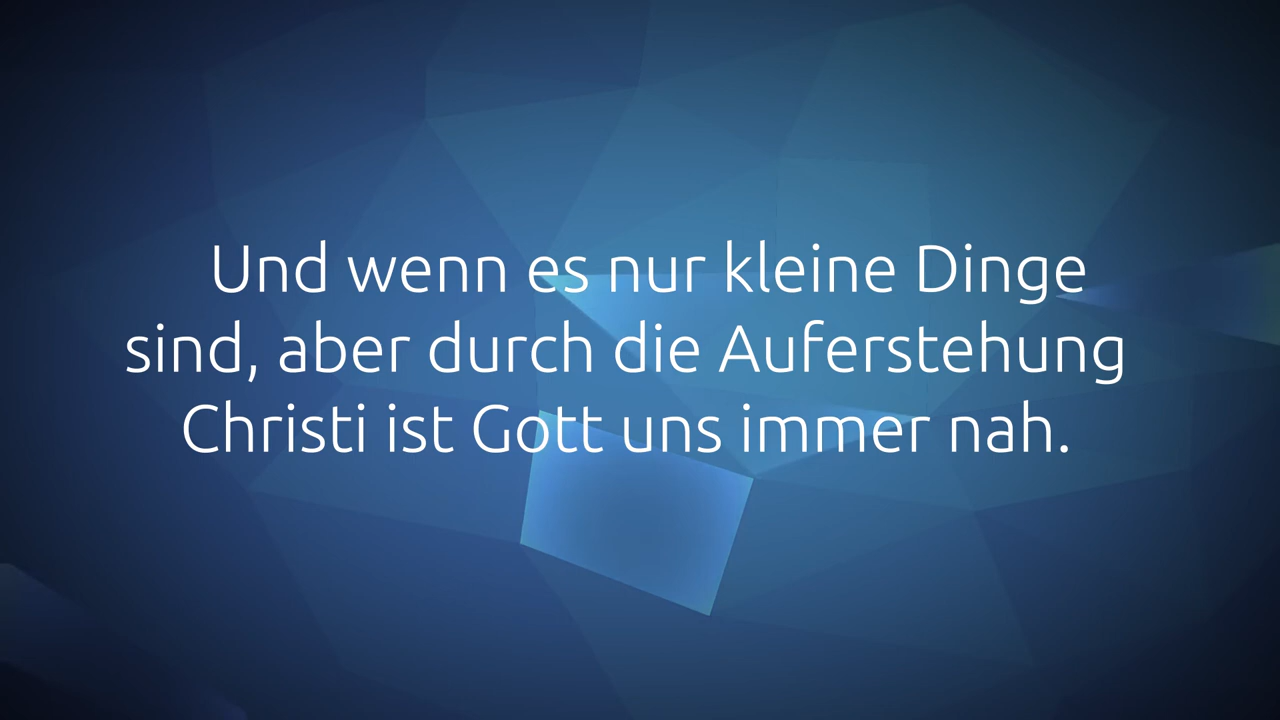 Und wenn es nur kleine Dinge
sind, aber durch die Auferstehung
Christi ist Gott uns immer nah.